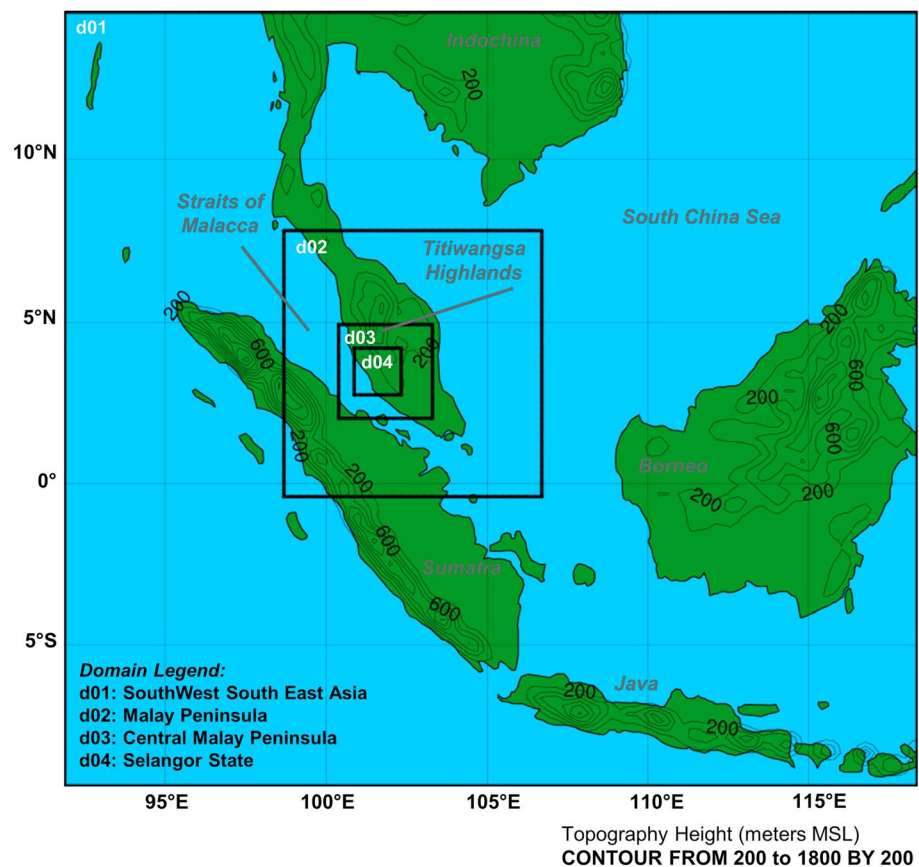 d01
Indochina
200
10°N
Straits of
Malacca
South China Sea
d02
Titiwangsa
Highlands
200
5°N
200
d03
600
200
d04
600
200
600
200
Borneo
200
0°
200
200
600
Sumatra
600
5°S
Domain Legend:
Java
d01: SouthWest South East Asia
200
d02: Malay Peninsula
200
d03: Central Malay Peninsula
d04: Selangor State
95°E
100°E
105°E
110°E
115°E
Topography Height (meters MSL)
CONTOUR FROM 200 to 1800 BY 200